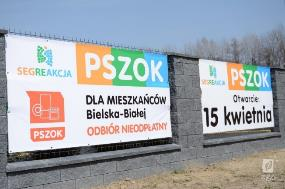 SEGREAKCJA
PSZOK
DLA MIESZKAŃCÓW
Bielska-Białej
ODBIÓR NIEODPŁATNY
PSZOK
SEGREAKCJA
PSZOK
Otwarcie:
15 kwietnia